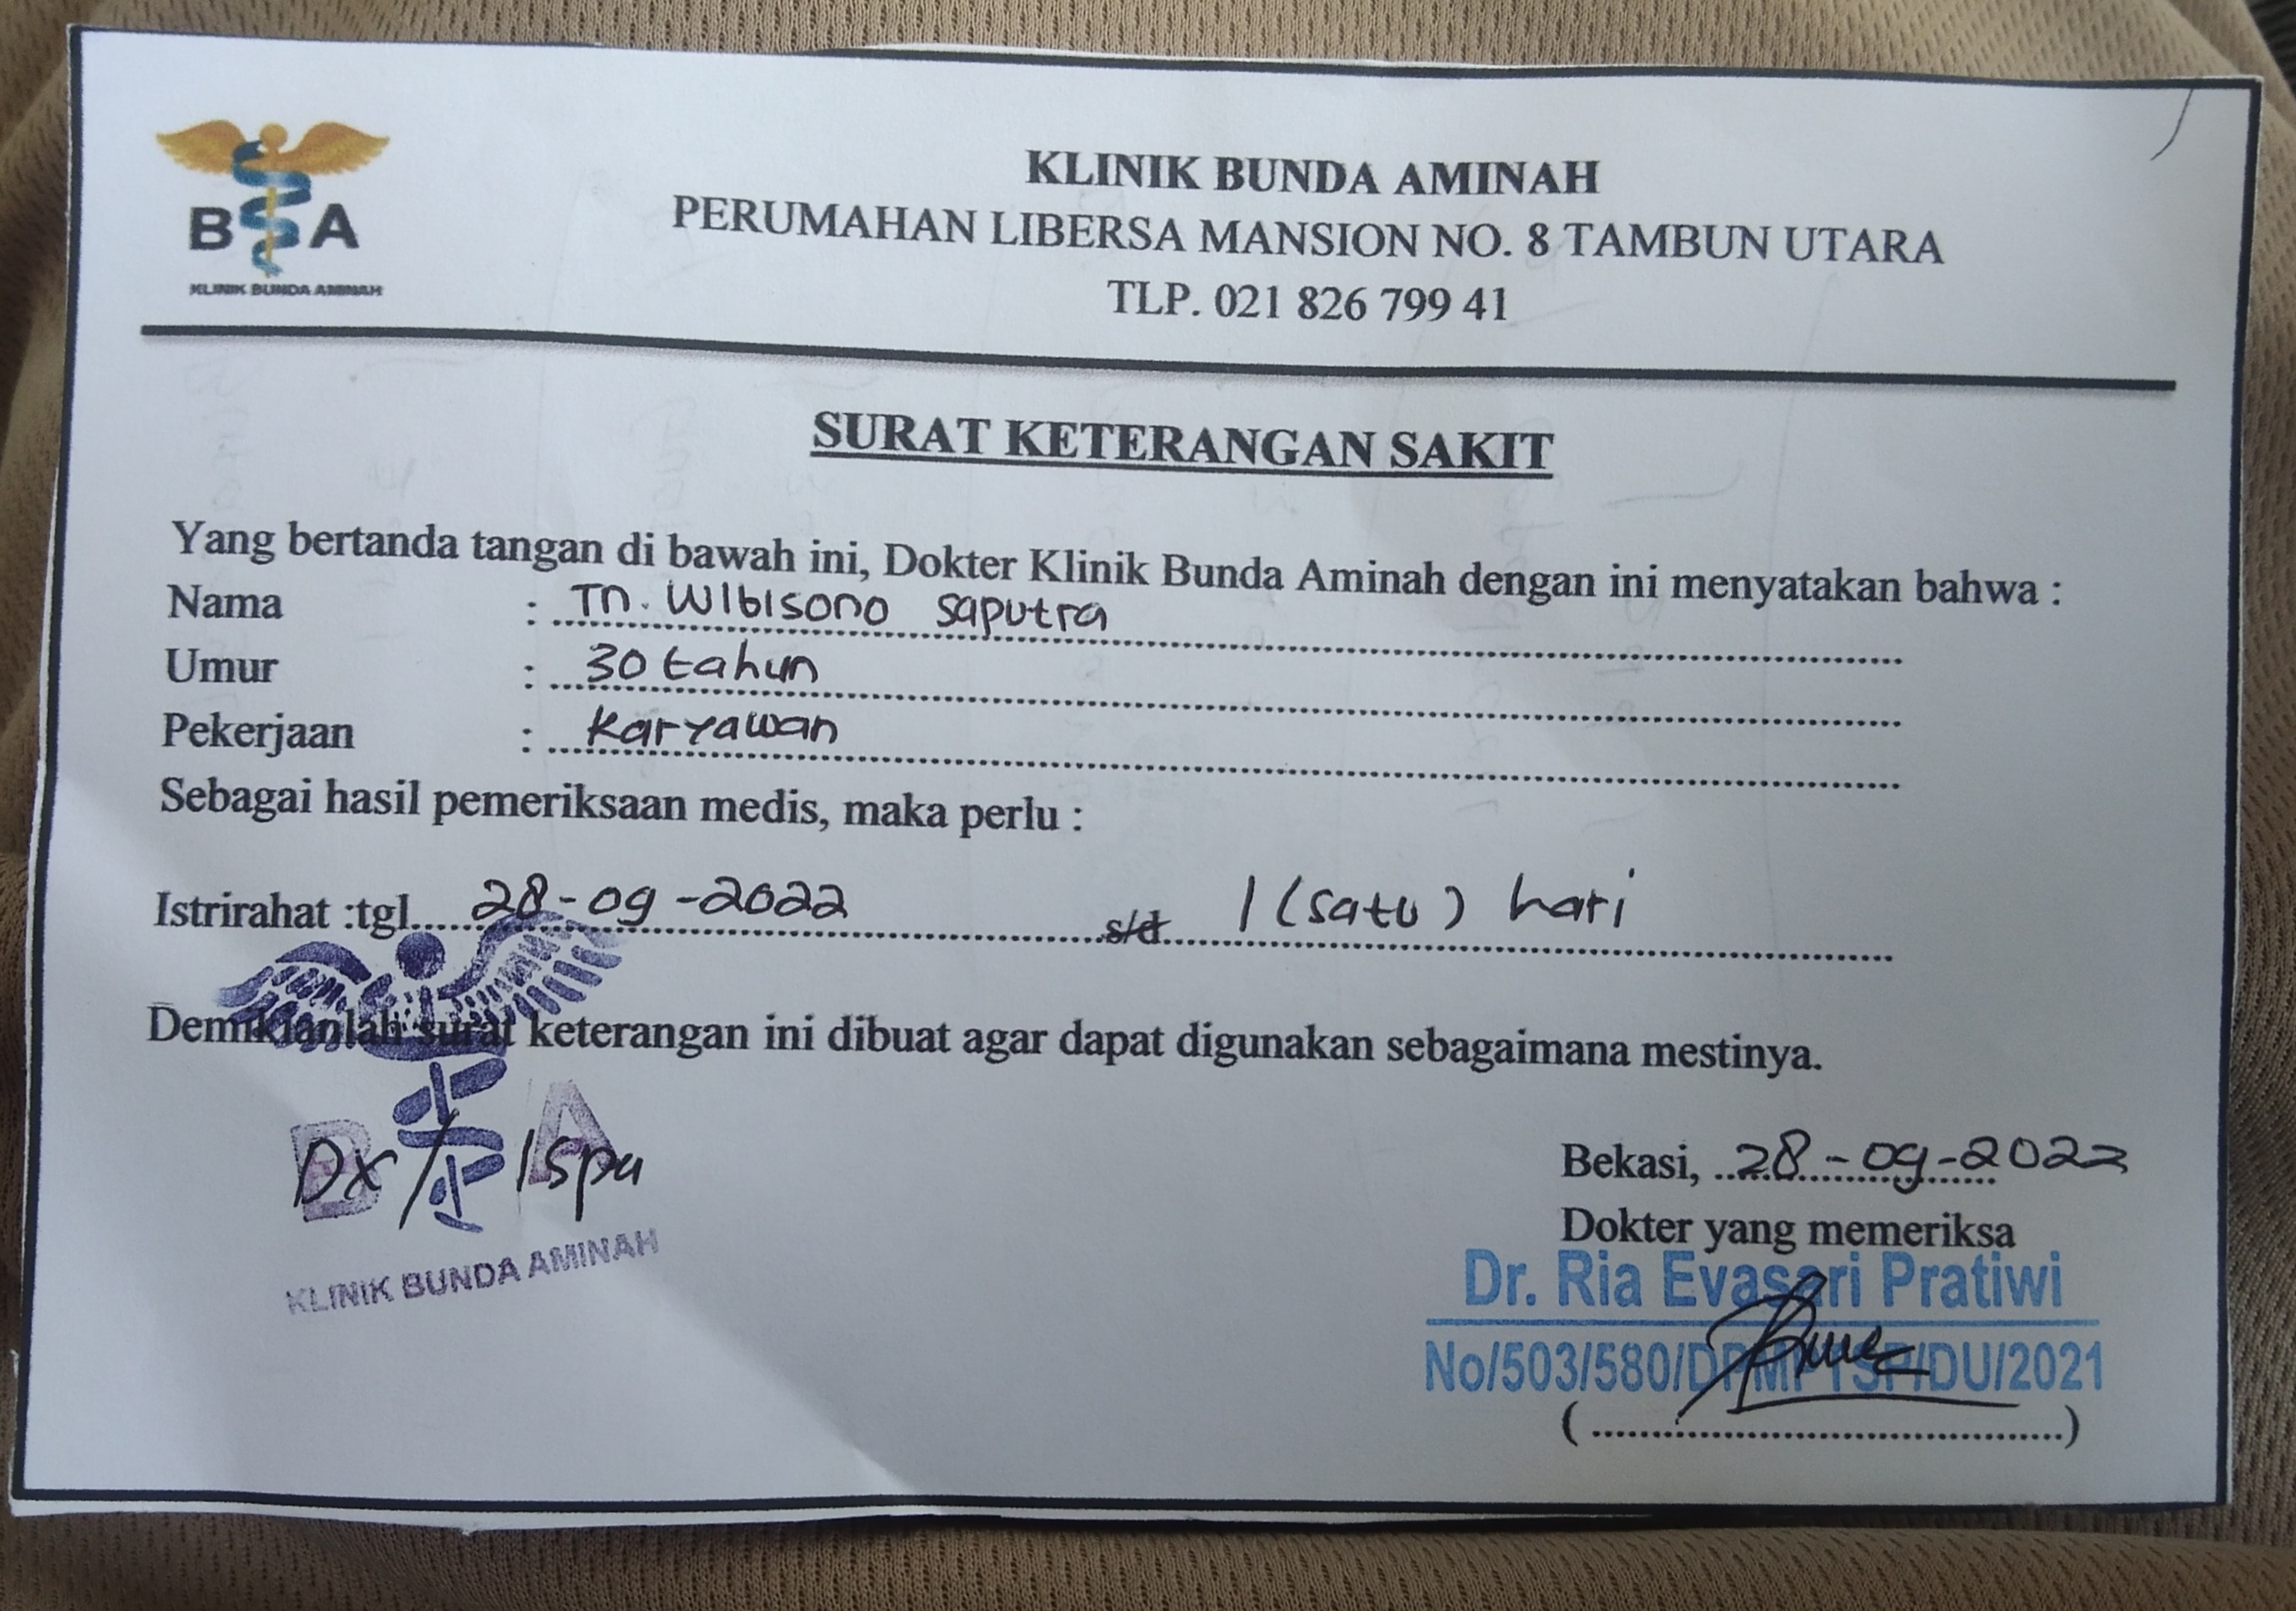 B A
KLINIK BUNDA AMINAH
KLINIK BUNDA AMINAH
PERUMAHAN LIBERSA MANSION NO. 8 TAMBUN UTARA
TLP. 021 826 799 41
SURAT KETERANGAN SAKIT
Yang bertanda tangan di bawah ini, Dokter Klinik Bunda Aminah dengan ini menyatakan bahwa :
Nama : Tn. Wibisono Saputra
Umur : 30 tahun
Pekerjaan : Karyawan
Sebagai hasil pemeriksaan medis, maka perlu :
Istrirahat :tgl....28-09-2022....s/d....1 (satu) hari
Demikianlah surat keterangan ini dibuat agar dapat digunakan sebagaimana mestinya.
B A
Dx/ Ispa
KLINIK BUNDA AMINAH
Bekasi, 28-09-2022
Dokter yang memeriksa
Dr. Ria Evasari Pratiwi
No/503/580/DPMPTSP/DU/2021
(....................................)